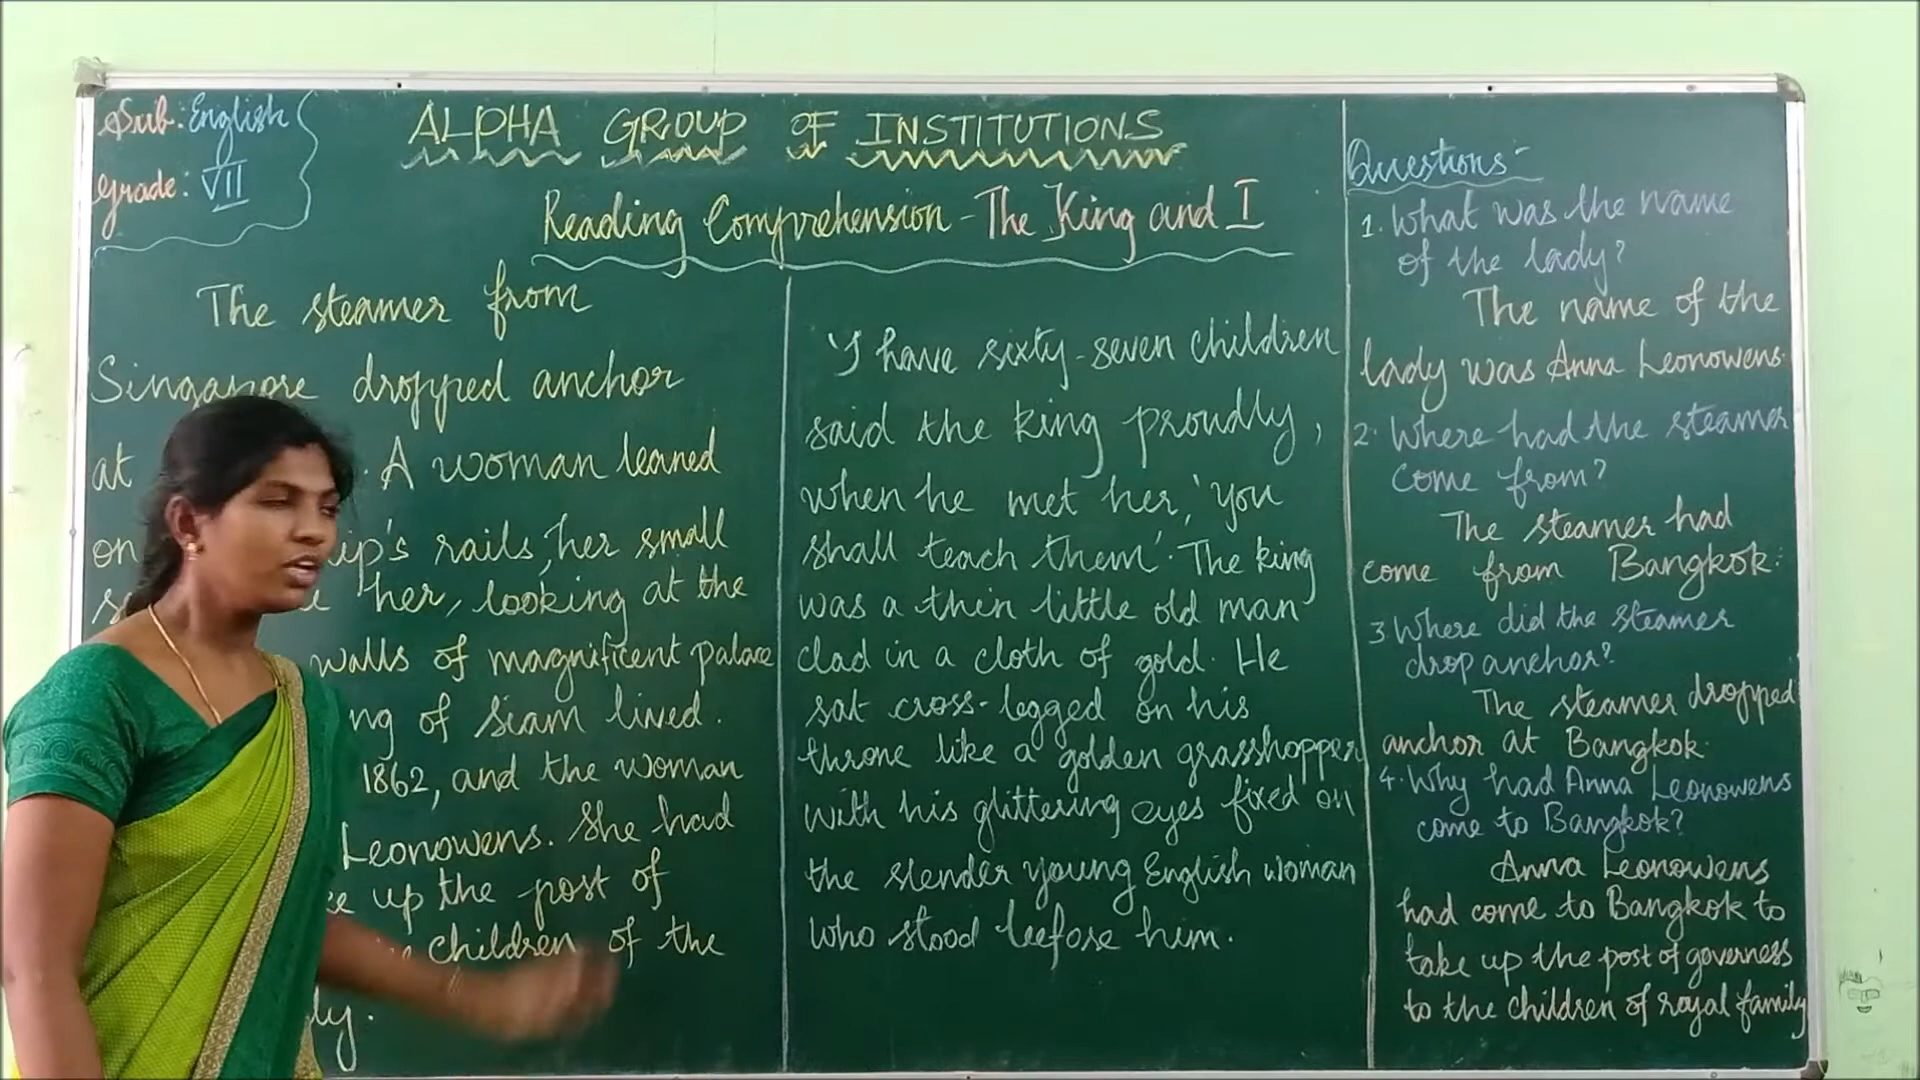 Sub: English
Grade: VII
ALPHA GROUP OF INSTITUTIONS
Reading Comprehension - The King and I
The steamer from
Singapore dropped anchor
at . A woman leaned
on rails, her small
her, looking at the
walls of magnificent palace
of Siam lived.
1862, and the woman
Leonowens. She had
up the post of
children of the
'I have sixty-seven children
said the king proudly,
when he met her, 'you
shall teach them'. The king
was a thin little old man
clad in a cloth of gold. He
sat cross-legged on his
throne like a golden grasshopper
with his glittering eyes fixed on
the slender young English woman
who stood before him.
Questions:-
1. What was the name
of the lady?
The name of the
lady was Anna Leonowens.
2. Where had the steamer
come from?
The steamer had
come from Bangkok.
3. Where did the steamer
drop anchor?
The steamer dropped
anchor at Bangkok.
4. Why had Anna Leonowens
come to Bangkok?
Anna Leonowens
had come to Bangkok to
take up the post of governess
to the children of royal family